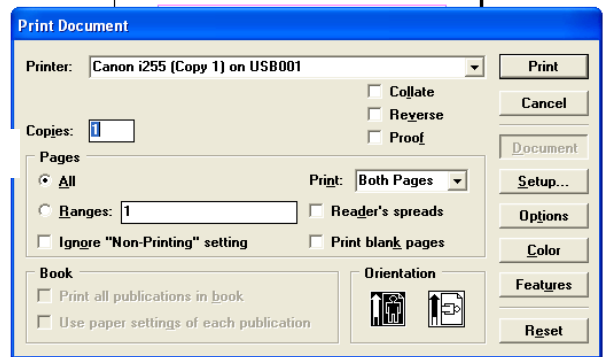 Print Document
Printer: Canon i255 (Copy 1) on USB001 Print
Collate
Reverse Cancel
Copies: 1 Proof
Document
Pages
All Print: Both Pages Setup...
Ranges: 1 Reader's spreads Options
Ignore "Non-Printing" setting Print blank pages Color
Book Orientation
Print all publications in book Features
Use paper settings of each publication
Reset